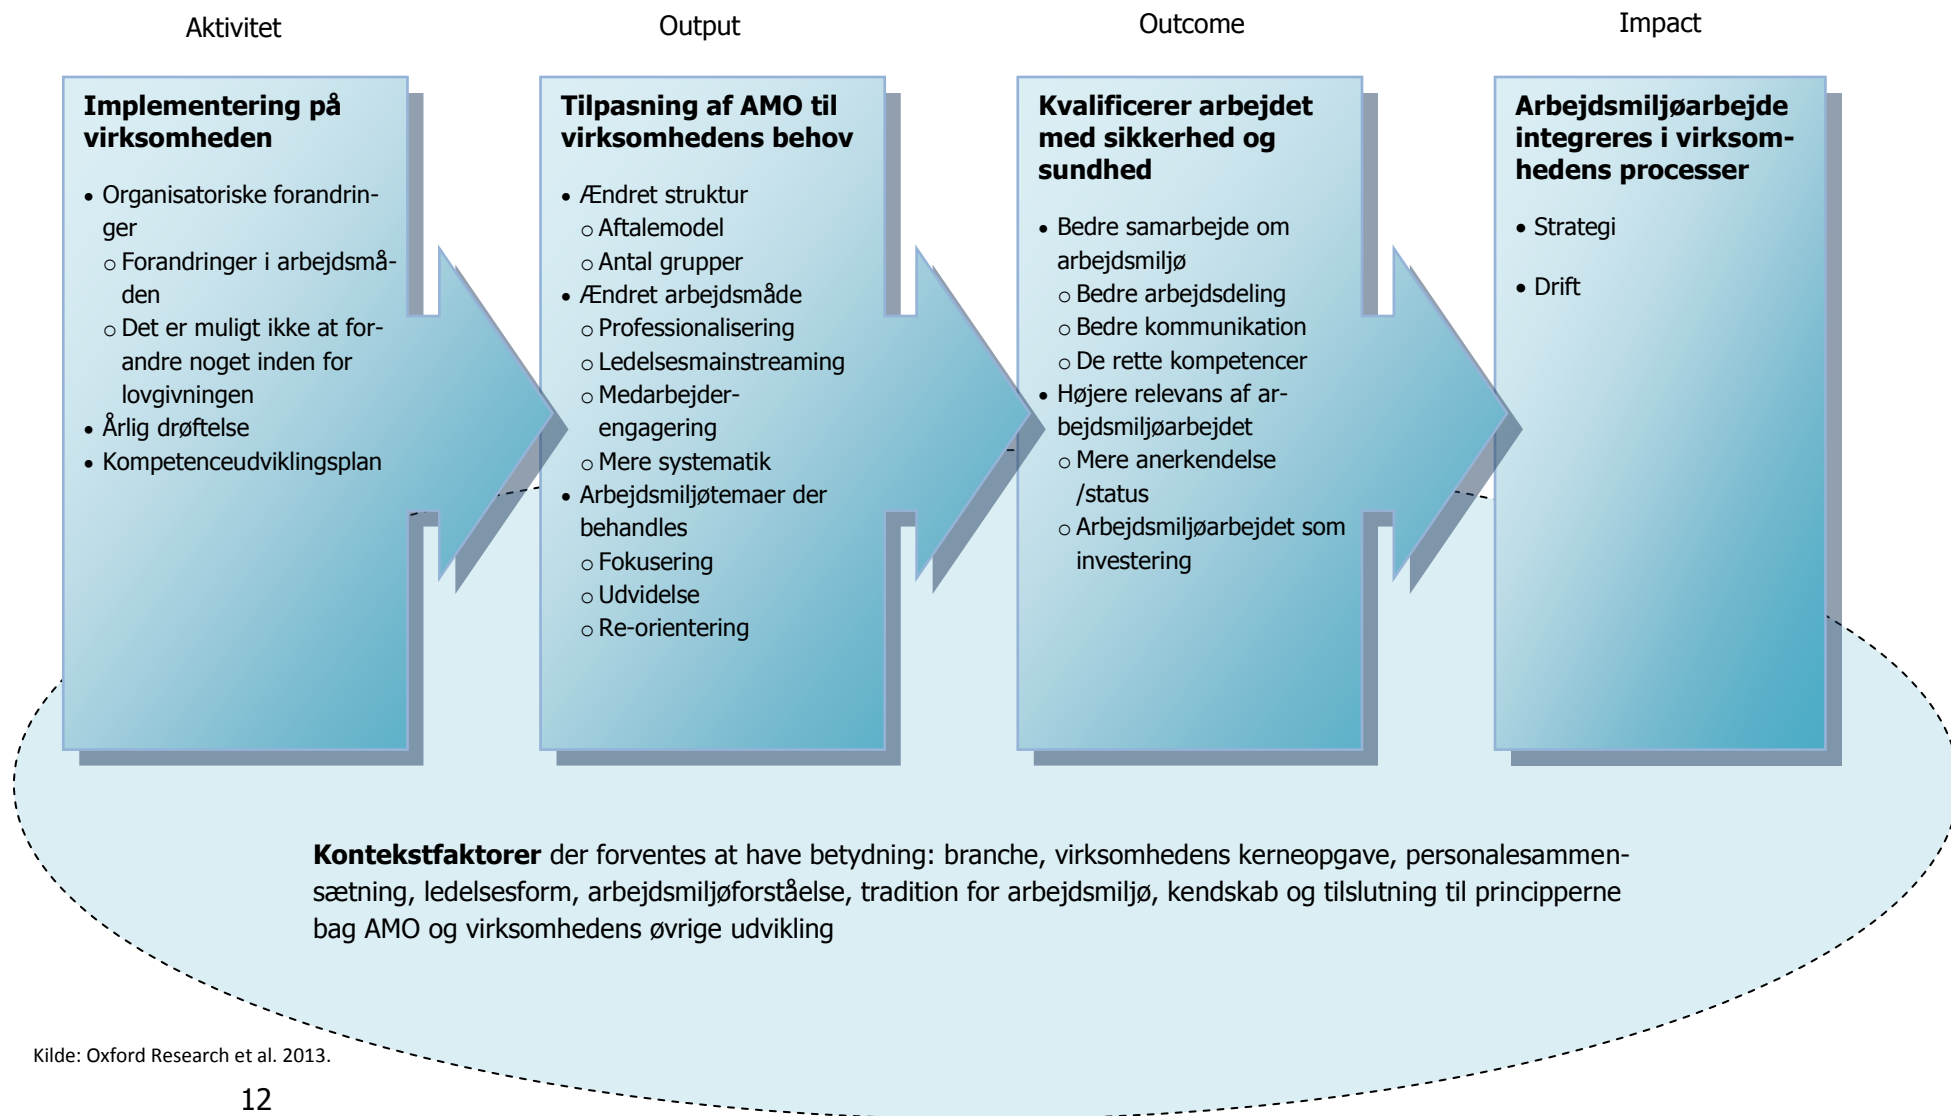 Aktivitet
Output
Outcome
Impact
Implementering på
virksomheden
• Organisatoriske forandrin-
ger
o Forandringer i arbejdsmå-
den
o Det er muligt ikke at for-
andre noget inden for
lovgivningen
• Årlig drøftelse
• Kompetenceudviklingsplan
Tilpasning af AMO til
virksomhedens behov
• Ændret struktur
o Aftalemodel
o Antal grupper
• Ændret arbejdsmåde
o Professionalisering
o Ledelsesmainstreaming
o Medarbejder-
engagering
o Mere systematik
• Arbejdsmiljøtemaer der
behandles
o Fokusering
o Udvidelse
o Re-orientering
Kvalificerer arbejdet
med sikkerhed og
sundhed
• Bedre samarbejde om
arbejdsmiljø
o Bedre arbejdsdeling
o Bedre kommunikation
o De rette kompetencer
• Højere relevans af ar-
bejdsmiljøarbejdet
o Mere anerkendelse
/status
o Arbejdsmiljøarbejdet som
investering
Arbejdsmiljøarbejde
integreres i virksom-
hedens processer
• Strategi
• Drift
Kontekstfaktorer der forventes at have betydning: branche, virksomhedens kerneopgave, personalesammen-
sætning, ledelsesform, arbejdsmiljøforståelse, tradition for arbejdsmiljø, kendskab og tilslutning til principperne
bag AMO og virksomhedens øvrige udvikling
Kilde: Oxford Research et al. 2013.
12